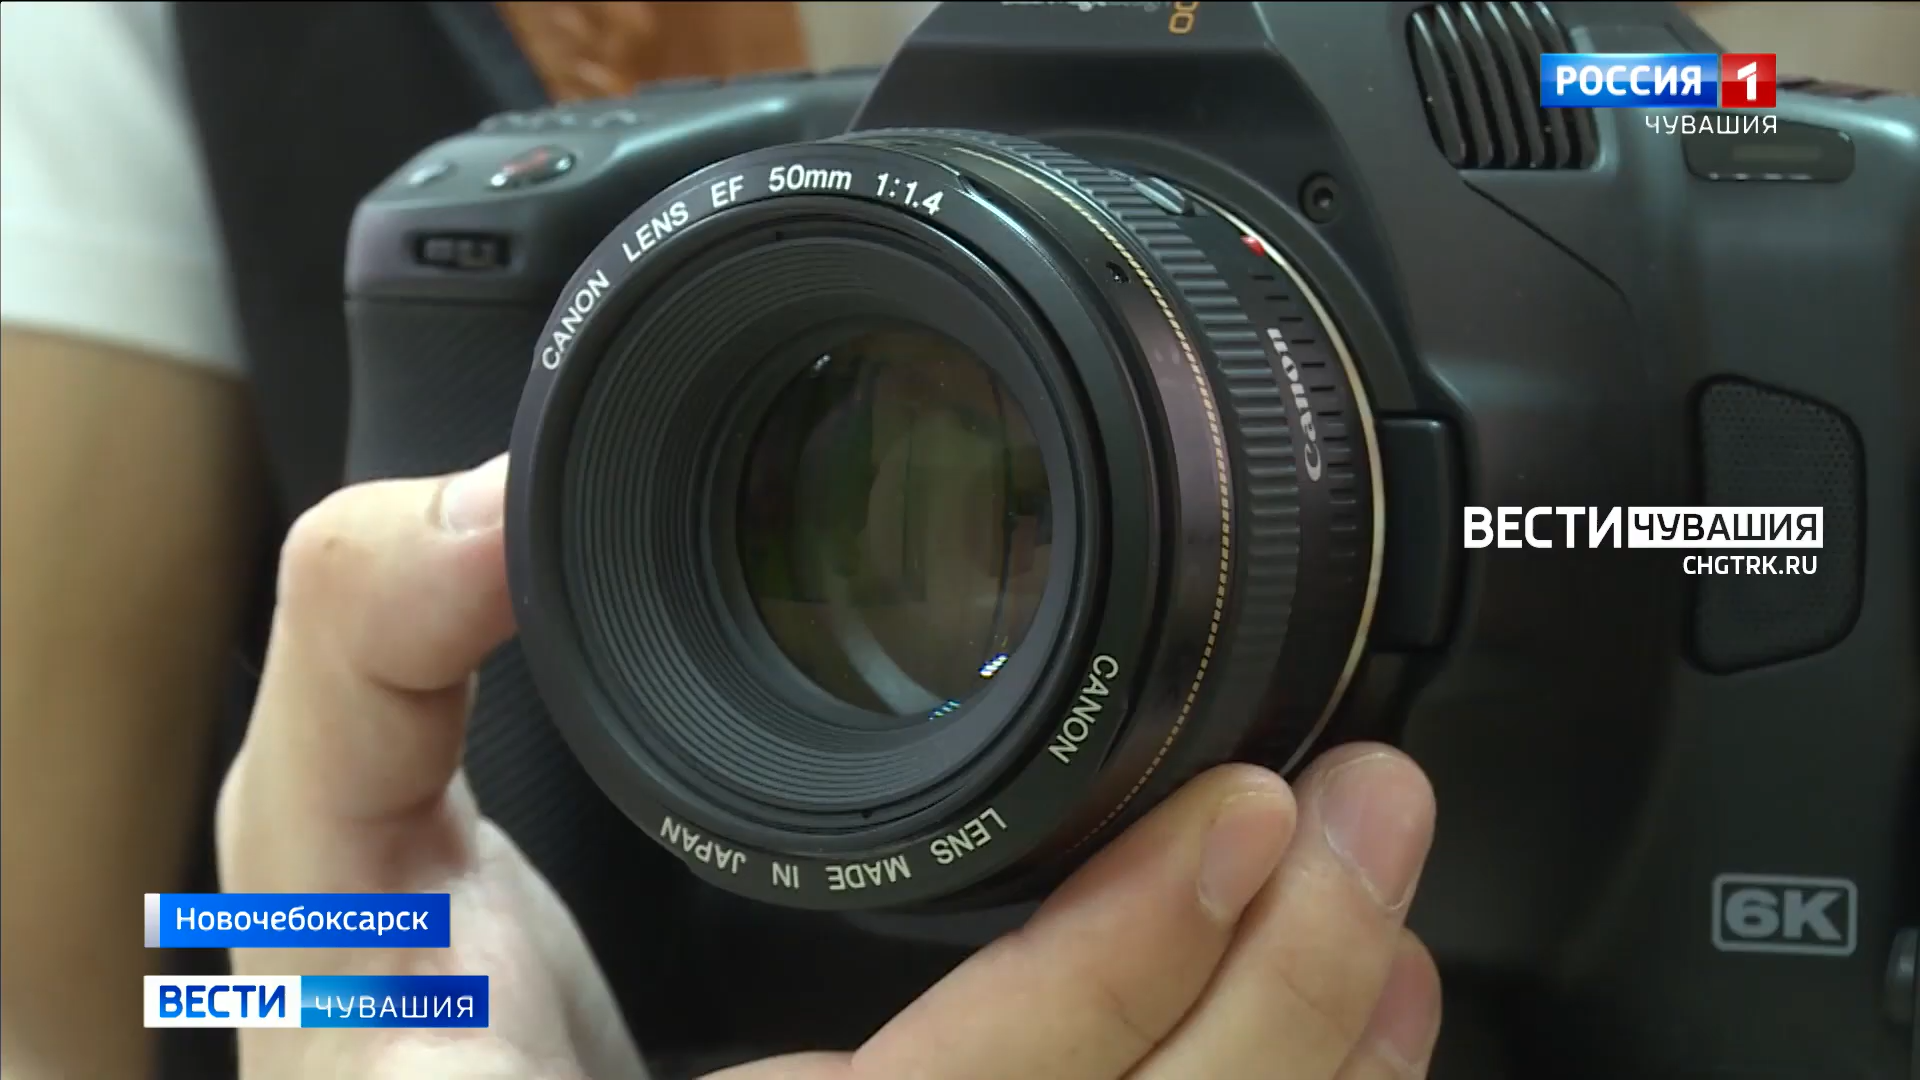 РОССИЯ 1
ЧУВАШИЯ
CANON LENS EF 50mm 1:1.4
Canon
CANON LENS MADE IN JAPAN
ВЕСТИ ЧУВАШИЯ
CHGTRK.RU
6K
Новочебоксарск
ВЕСТИ ЧУВАШИЯ